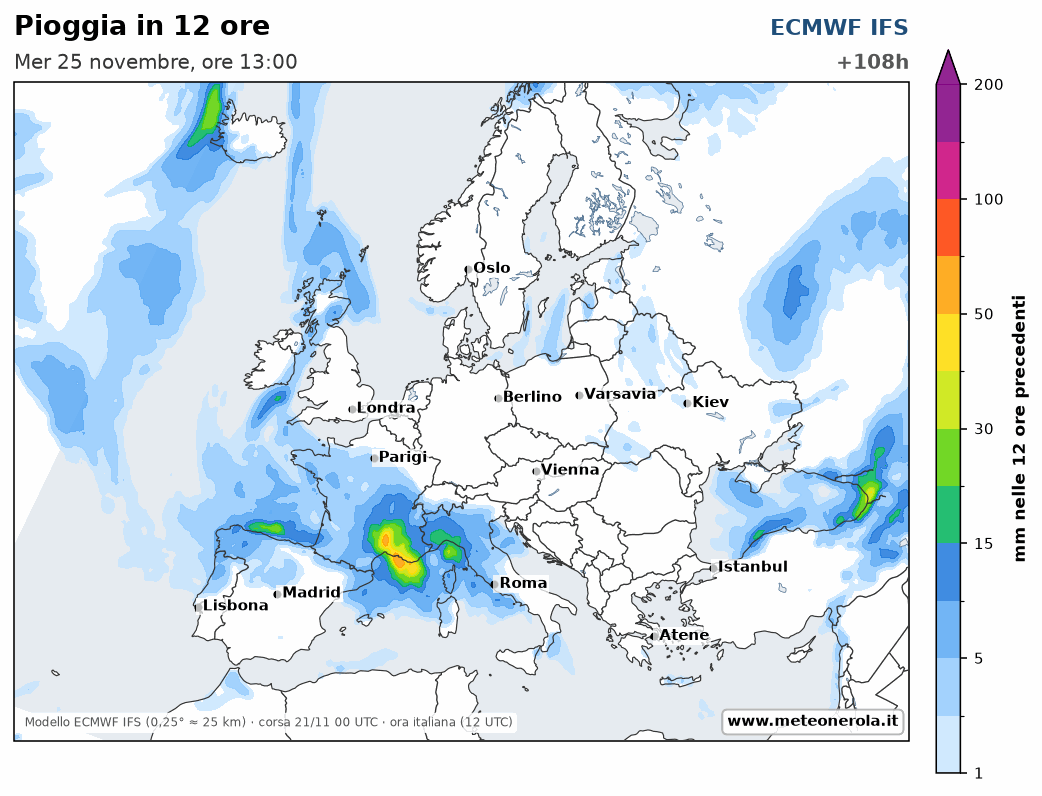 Pioggia in 12 ore
ECMWF IFS
Mer 25 novembre, ore 13:00
+108h
200
100
50
30
15
5
1
mm nelle 12 ore precedenti
Oslo
Berlino
Varsavia
Kiev
Londra
Parigi
Vienna
Istanbul
Roma
Madrid
Lisbona
Atene
Modello ECMWF IFS (0,25° ≈ 25 km) · corsa 21/11 00 UTC · ora italiana (12 UTC)
www.meteonerola.it